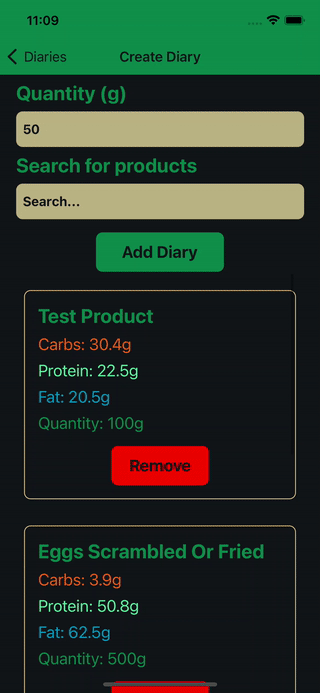 11:09
Diaries
Create Diary
Quantity (g)
50
Search for products
Search...
Add Diary
Test Product
Carbs: 30.4g
Protein: 22.5g
Fat: 20.5g
Quantity: 100g
Remove
Eggs Scrambled Or Fried
Carbs: 3.9g
Protein: 50.8g
Fat: 62.5g
Quantity: 500g